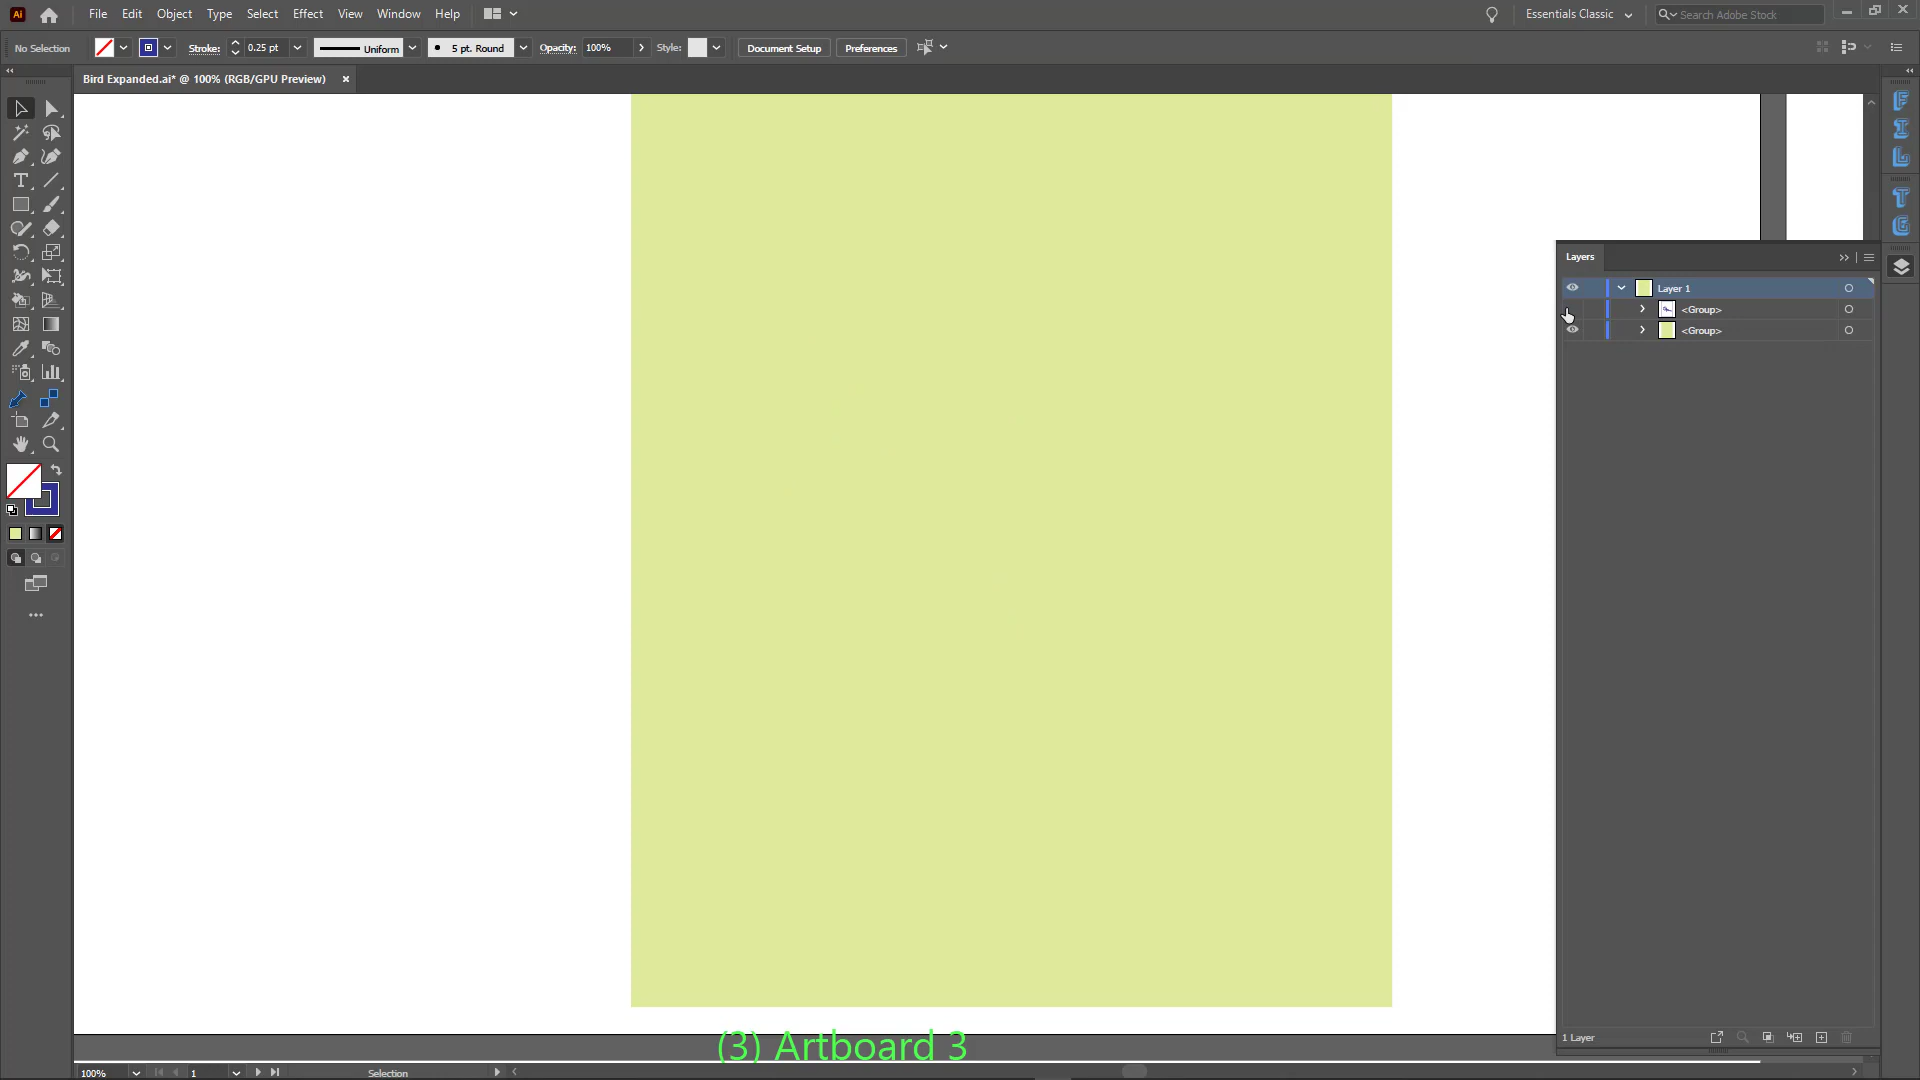 Ai File Edit Object Type Select Effect View Window Help Essentials Classic Search Adobe Stock
No Selection Stroke: 0.25 pt Uniform 5 pt. Round Opacity: 100% Style: Document Setup Preferences
Bird Expanded.ai* @ 100% (RGB/GPU Preview)
Layers
Layer 1
<Group>
<Group>
1 Layer
(3) Artboard 3
100% 1 Selection